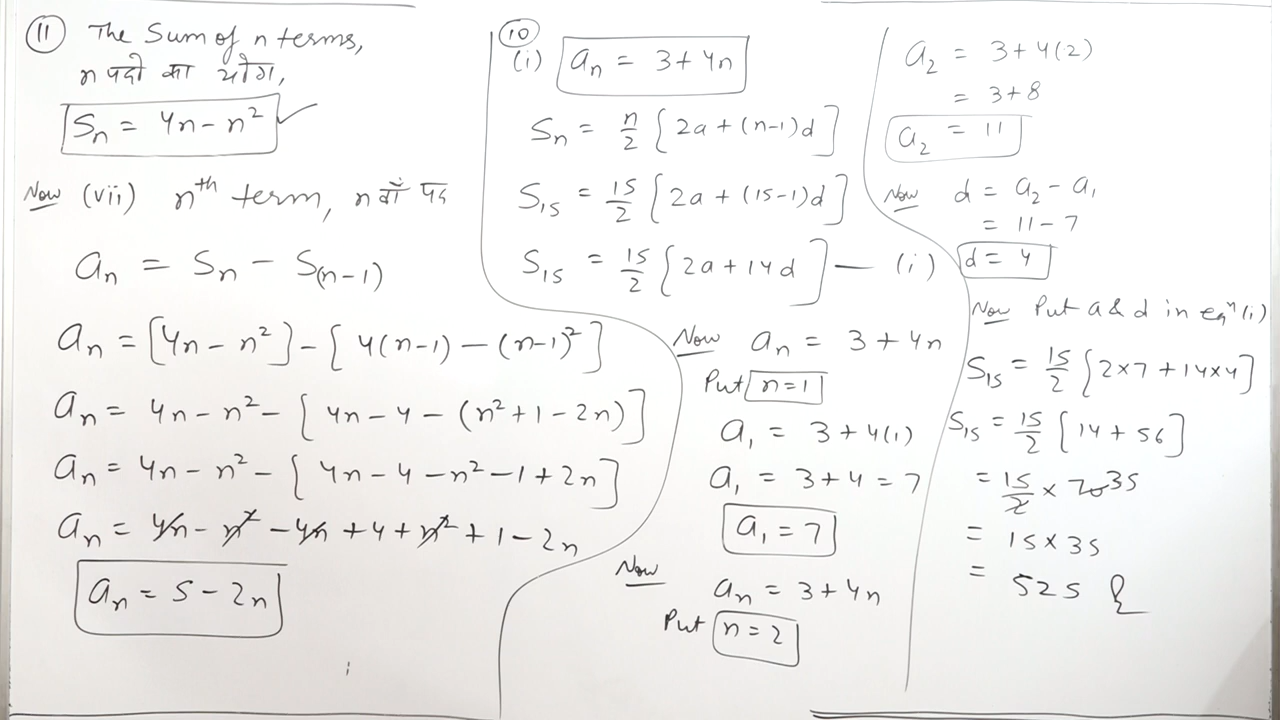 (11) The Sum of n terms,
n पदो का योग,
Sₙ = 4n - n² ✓
Now (vii) nᵗʰ term, n वाँ पद
aₙ = Sₙ - S₍ₙ₋₁₎
aₙ = [4n - n²] - [4(n-1) - (n-1)²]
aₙ = 4n - n² - [4n - 4 - (n² + 1 - 2n)]
aₙ = 4n - n² - [4n - 4 - n² - 1 + 2n]
aₙ = 4n - n² - 4n + 4 + n² + 1 - 2n
aₙ = 5 - 2n
(10)
(i) aₙ = 3 + 4n
Sₙ = n/2 [2a + (n-1)d]
S₁₅ = 15/2 [2a + (15-1)d]
S₁₅ = 15/2 [2a + 14d] — (i)
Now aₙ = 3 + 4n
Put n = 1
a₁ = 3 + 4(1)
a₁ = 3 + 4 = 7
a₁ = 7
Now aₙ = 3 + 4n
Put n = 2
a₂ = 3 + 4(2)
= 3 + 8
a₂ = 11
Now d = a₂ - a₁
= 11 - 7
d = 4
Now Put a & d in eqⁿ (i)
S₁₅ = 15/2 [2×7 + 14×4]
S₁₅ = 15/2 [14 + 56]
= 15/2 × 70 35
= 15 × 35
= 525